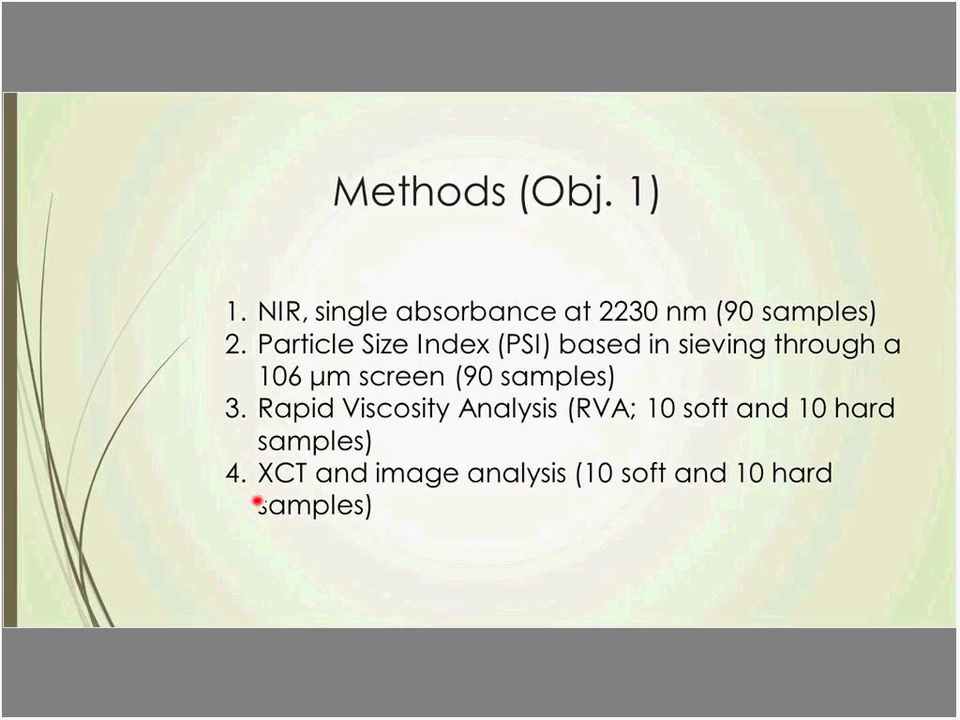 Methods (Obj. 1)
1. NIR, single absorbance at 2230 nm (90 samples)
2. Particle Size Index (PSI) based in sieving through a
106 µm screen (90 samples)
3. Rapid Viscosity Analysis (RVA; 10 soft and 10 hard
samples)
4. XCT and image analysis (10 soft and 10 hard
samples)